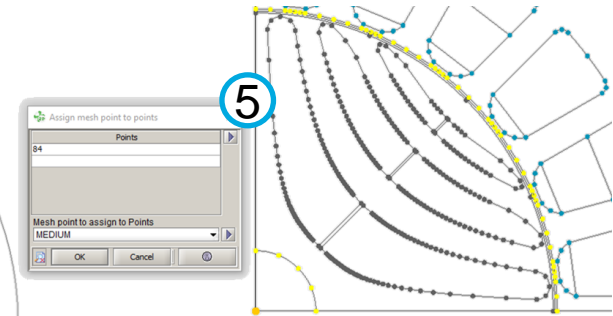 5
Assign mesh point to points
Points
84
Mesh point to assign to Points
MEDIUM
OK
Cancel